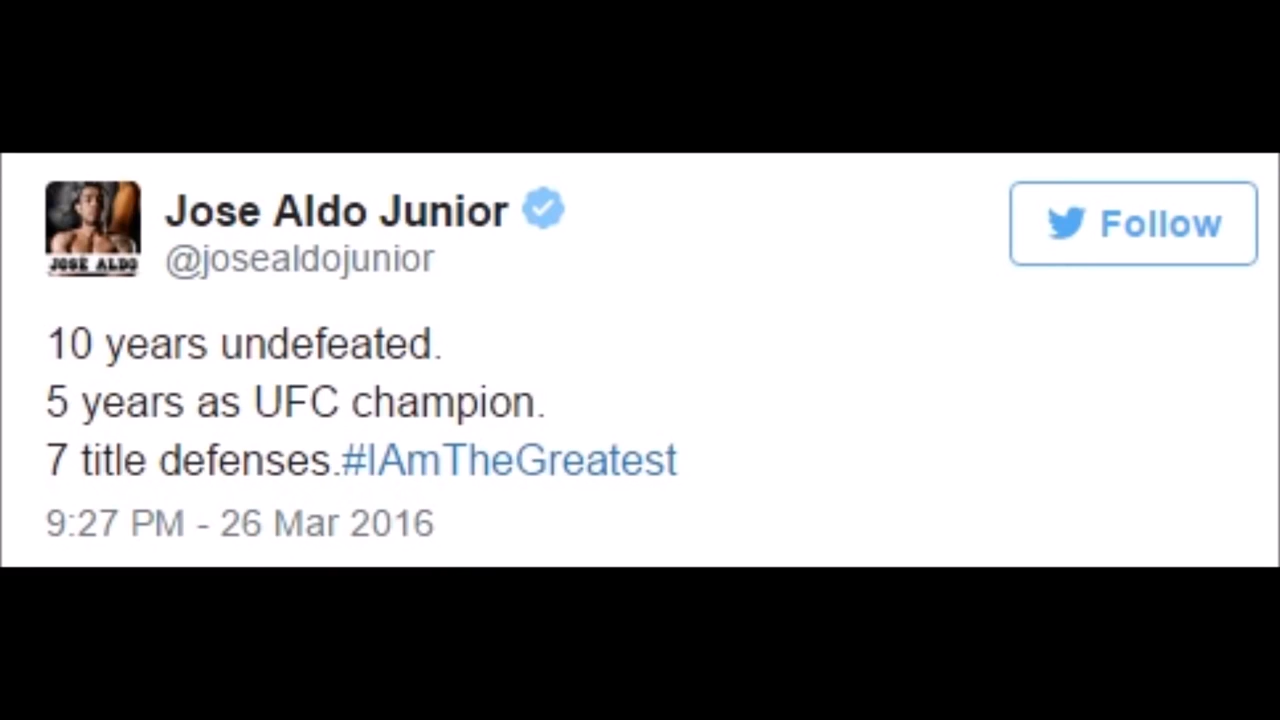 Jose Aldo Junior
@josealdojunior
Follow
JOSE ALDO
10 years undefeated.
5 years as UFC champion.
7 title defenses.#IAmTheGreatest
9:27 PM - 26 Mar 2016